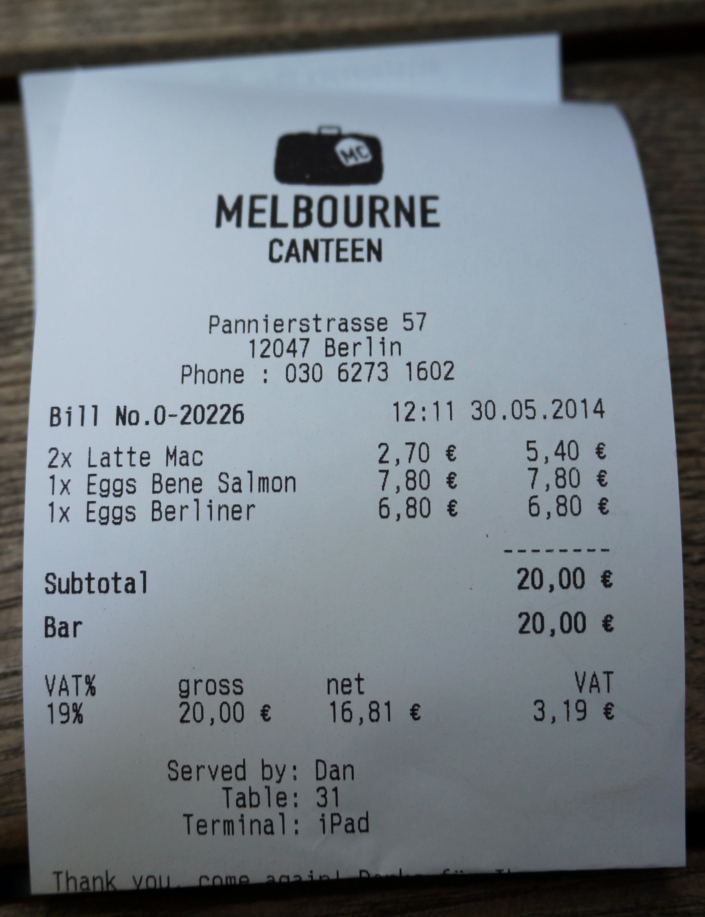 MC
MELBOURNE
CANTEEN
Pannierstrasse 57
12047 Berlin
Phone : 030 6273 1602
Bill No.0-20226 12:11 30.05.2014
2x Latte Mac 2,70 € 5,40 €
1x Eggs Bene Salmon 7,80 € 7,80 €
1x Eggs Berliner 6,80 € 6,80 €
--------
Subtotal 20,00 €
Bar 20,00 €
VAT% gross net VAT
19% 20,00 € 16,81 € 3,19 €
Served by: Dan
Table: 31
Terminal: iPad
Thank you, come again!